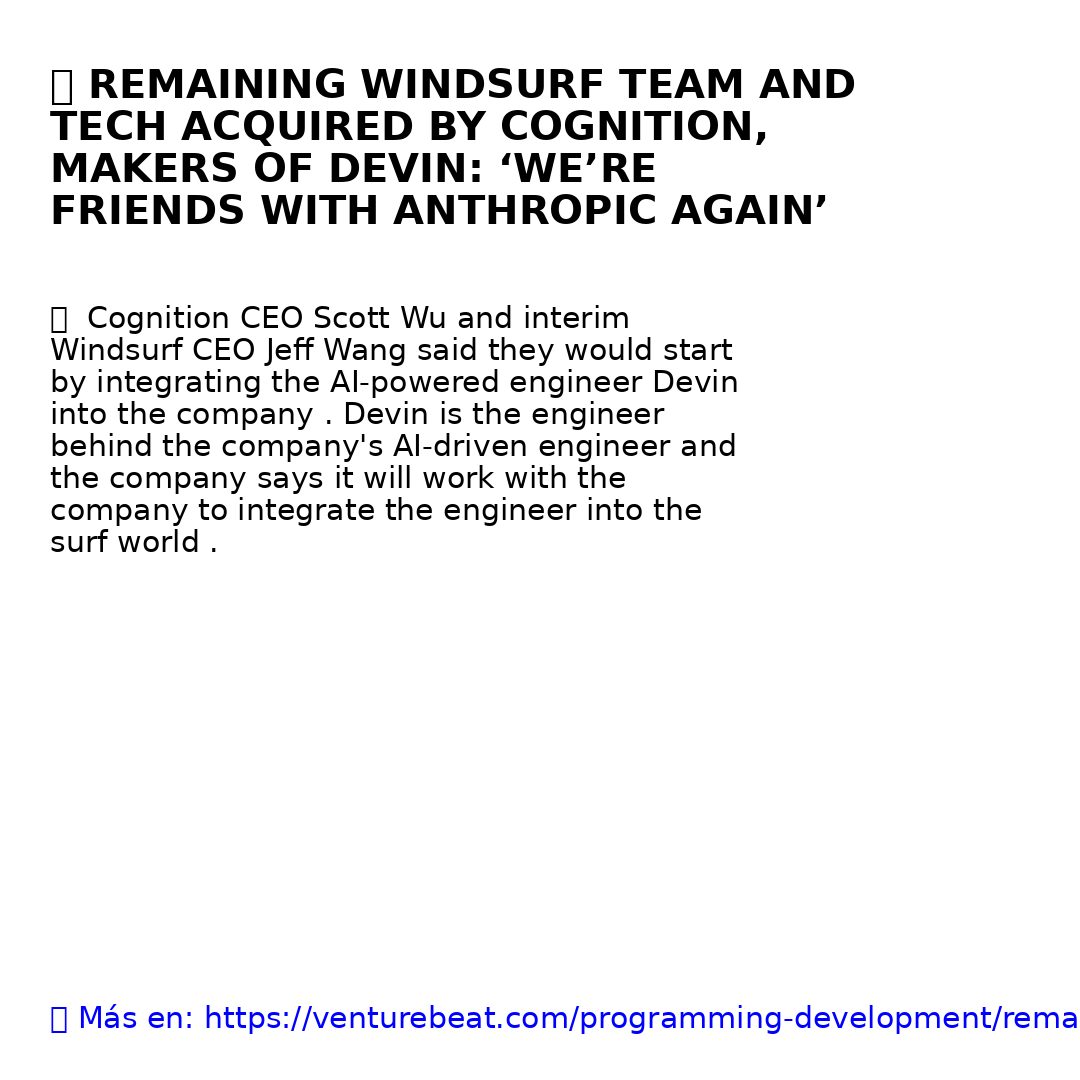 ▯ REMAINING WINDSURF TEAM AND
TECH ACQUIRED BY COGNITION,
MAKERS OF DEVIN: ‘WE’RE
FRIENDS WITH ANTHROPIC AGAIN’
▯  Cognition CEO Scott Wu and interim
Windsurf CEO Jeff Wang said they would start
by integrating the AI-powered engineer Devin
into the company . Devin is the engineer
behind the company's AI-driven engineer and
the company says it will work with the
company to integrate the engineer into the
surf world .
▯ Más en: https://venturebeat.com/programming-development/rema